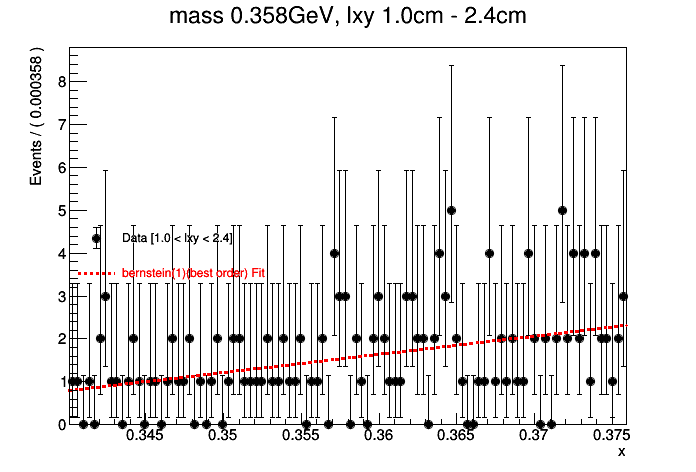 mass 0.358GeV, lxy 1.0cm - 2.4cm
Events / ( 0.000358 )
8
7
6
5
4
Data [1.0 < lxy < 2.4]
bernstein(1)(best order) Fit
3
2
1
0
0.345 0.35 0.355 0.36 0.365 0.37 0.375
x